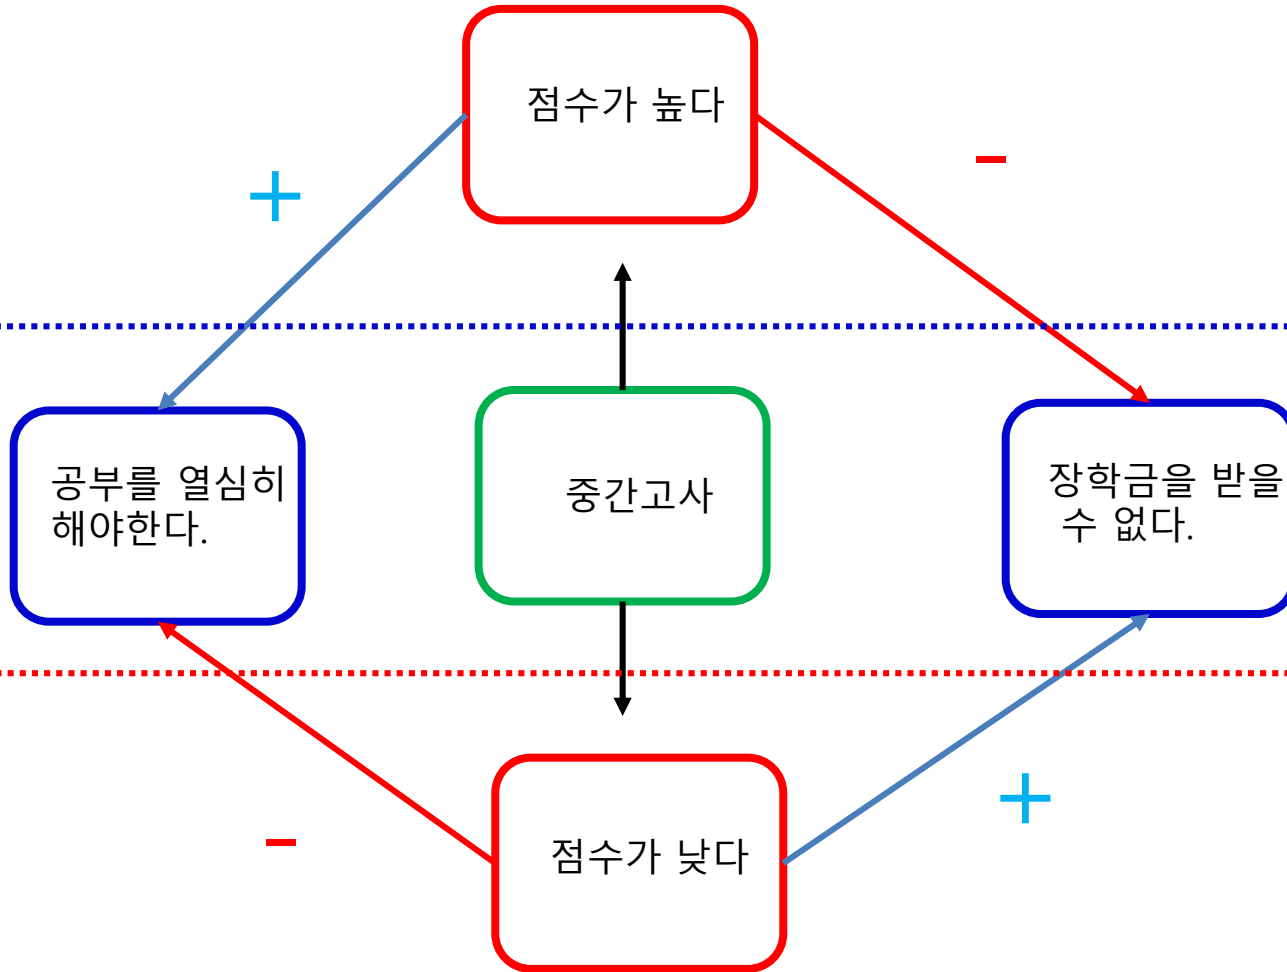 점수가 높다
+
-
공부를 열심히
해야한다.
중간고사
장학금을 받을
수 없다.
-
+
점수가 낮다